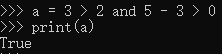 >>> a = 3 > 2 and 5 - 3 > 0
>>> print(a)
True